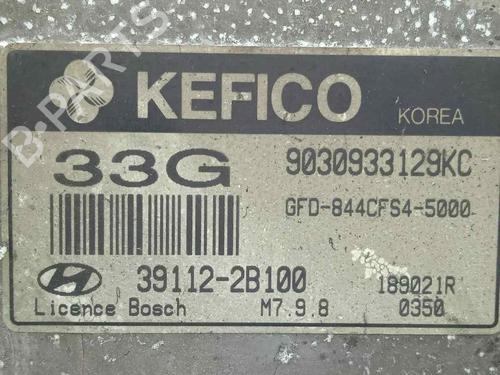 KEFICO KOREA
33G 9030933129KC
GFD-844CFS4-5000
39112-2B100 189021R
Licence Bosch M7.9.8 0350
B-PARTS